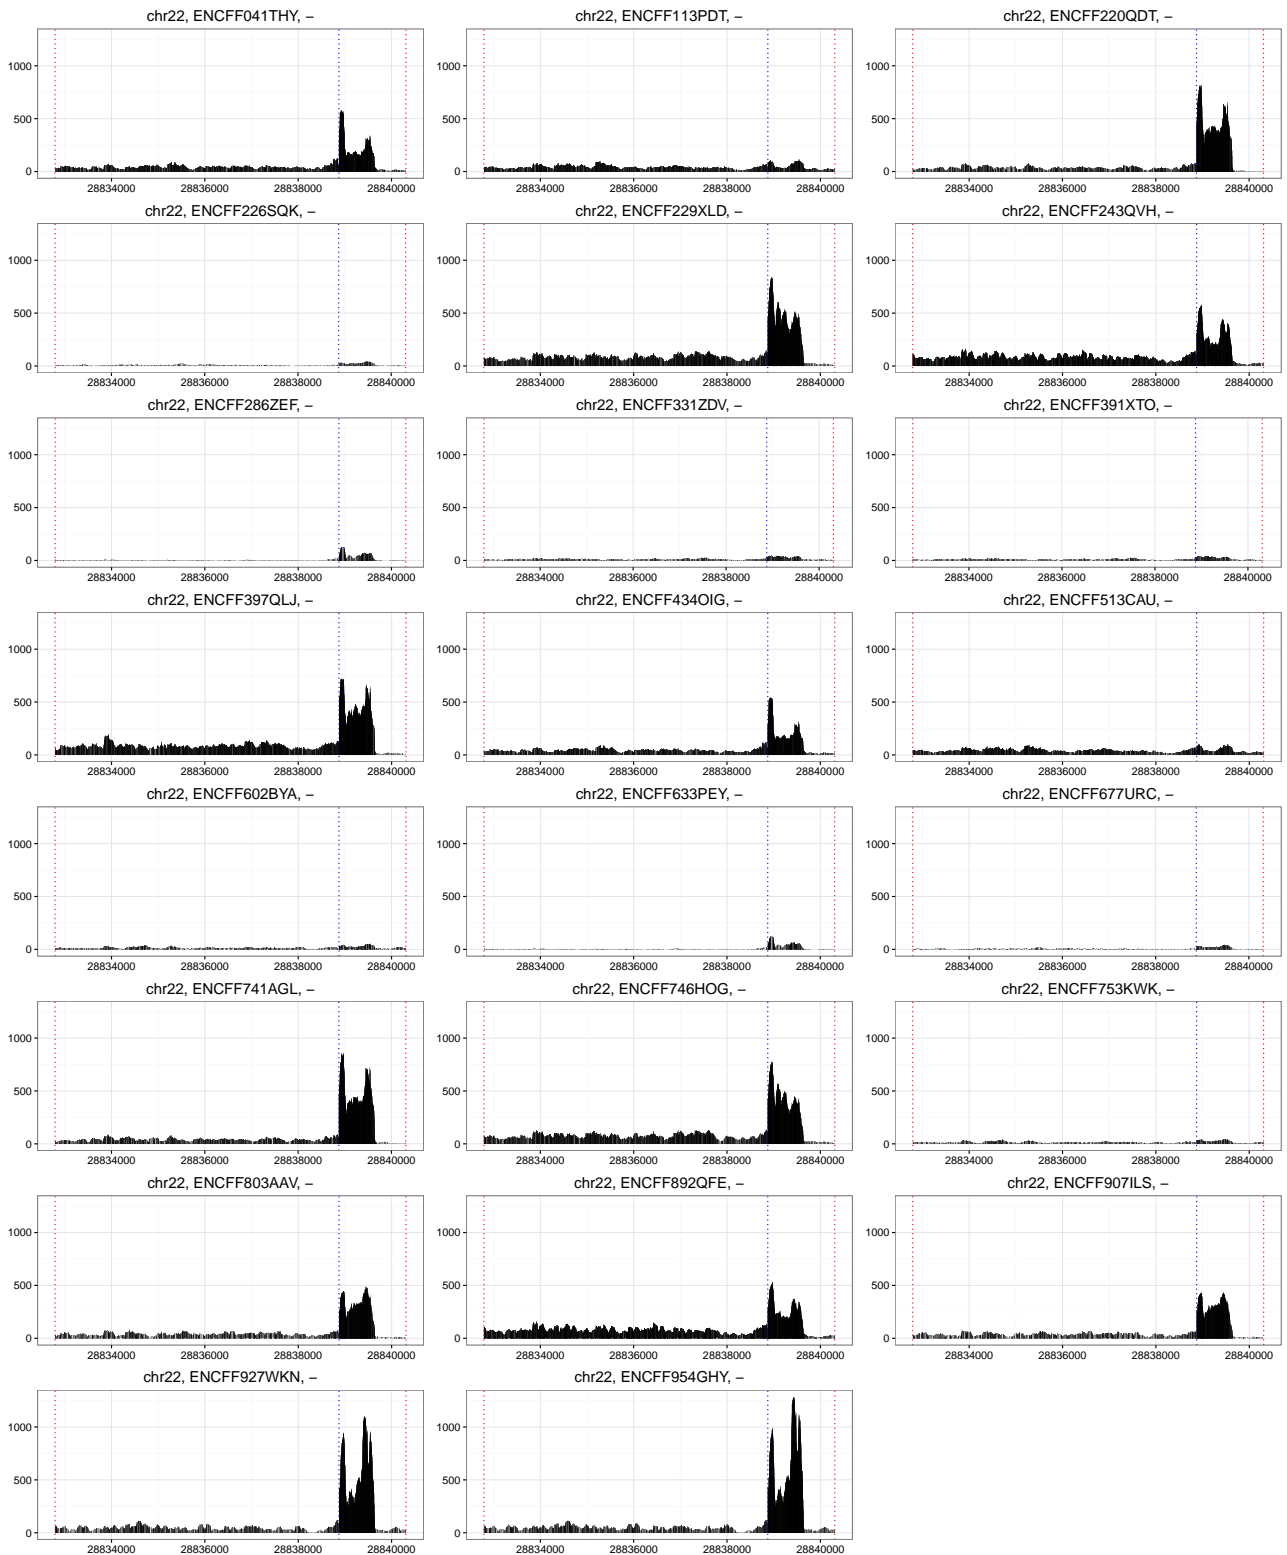 chr22, ENCFF041THY, –
chr22, ENCFF113PDT, –
chr22, ENCFF220QDT, –
1000
500
0
1000
500
0
1000
500
0
28834000 28836000 28838000 28840000
28834000 28836000 28838000 28840000
28834000 28836000 28838000 28840000
chr22, ENCFF226SQK, –
chr22, ENCFF229XLD, –
chr22, ENCFF243QVH, –
1000
500
0
1000
500
0
1000
500
0
28834000 28836000 28838000 28840000
28834000 28836000 28838000 28840000
28834000 28836000 28838000 28840000
chr22, ENCFF286ZEF, –
chr22, ENCFF331ZDV, –
chr22, ENCFF391XTO, –
1000
500
0
1000
500
0
1000
500
0
28834000 28836000 28838000 28840000
28834000 28836000 28838000 28840000
28834000 28836000 28838000 28840000
chr22, ENCFF397QLJ, –
chr22, ENCFF434OIG, –
chr22, ENCFF513CAU, –
1000
500
0
1000
500
0
1000
500
0
28834000 28836000 28838000 28840000
28834000 28836000 28838000 28840000
28834000 28836000 28838000 28840000
chr22, ENCFF602BYA, –
chr22, ENCFF633PEY, –
chr22, ENCFF677URC, –
1000
500
0
1000
500
0
1000
500
0
28834000 28836000 28838000 28840000
28834000 28836000 28838000 28840000
28834000 28836000 28838000 28840000
chr22, ENCFF741AGL, –
chr22, ENCFF746HOG, –
chr22, ENCFF753KWK, –
1000
500
0
1000
500
0
1000
500
0
28834000 28836000 28838000 28840000
28834000 28836000 28838000 28840000
28834000 28836000 28838000 28840000
chr22, ENCFF803AAV, –
chr22, ENCFF892QFE, –
chr22, ENCFF907ILS, –
1000
500
0
1000
500
0
1000
500
0
28834000 28836000 28838000 28840000
28834000 28836000 28838000 28840000
28834000 28836000 28838000 28840000
chr22, ENCFF927WKN, –
chr22, ENCFF954GHY, –
1000
500
0
1000
500
0
28834000 28836000 28838000 28840000
28834000 28836000 28838000 28840000